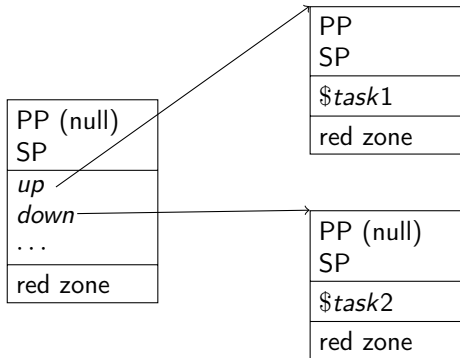 PP (null)
SP
up
down
...
red zone
PP
SP
$task1
red zone
PP (null)
SP
$task2
red zone